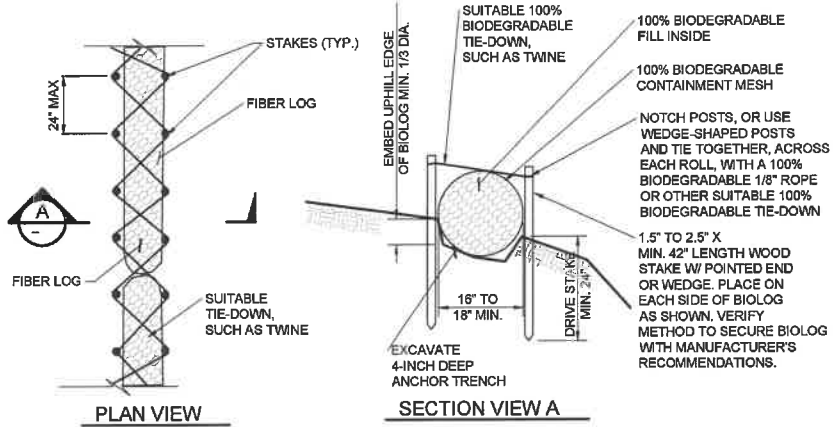 STAKES (TYP.)
24" MAX
FIBER LOG
A
-
FIBER LOG
SUITABLE
TIE-DOWN,
SUCH AS TWINE
PLAN VIEW
SUITABLE 100%
BIODEGRADABLE
TIE-DOWN,
SUCH AS TWINE
EMBED UPHILL EDGE
OF BIOLOG MIN. 1/3 DIA.
100% BIODEGRADABLE
FILL INSIDE
100% BIODEGRADABLE
CONTAINMENT MESH
NOTCH POSTS, OR USE
WEDGE-SHAPED POSTS
AND TIE TOGETHER, ACROSS
EACH ROLL, WITH A 100%
BIODEGRADABLE 1/8" ROPE
OR OTHER SUITABLE 100%
BIODEGRADABLE TIE-DOWN
1.5" TO 2.5" X
MIN. 42" LENGTH WOOD
STAKE W/ POINTED END
OR WEDGE. PLACE ON
EACH SIDE OF BIOLOG
AS SHOWN. VERIFY
METHOD TO SECURE BIOLOG
WITH MANUFACTURER'S
RECOMMENDATIONS.
16" TO
18" MIN.
DRIVE STAKE
MIN. 24"
EXCAVATE
4-INCH DEEP
ANCHOR TRENCH
SECTION VIEW A